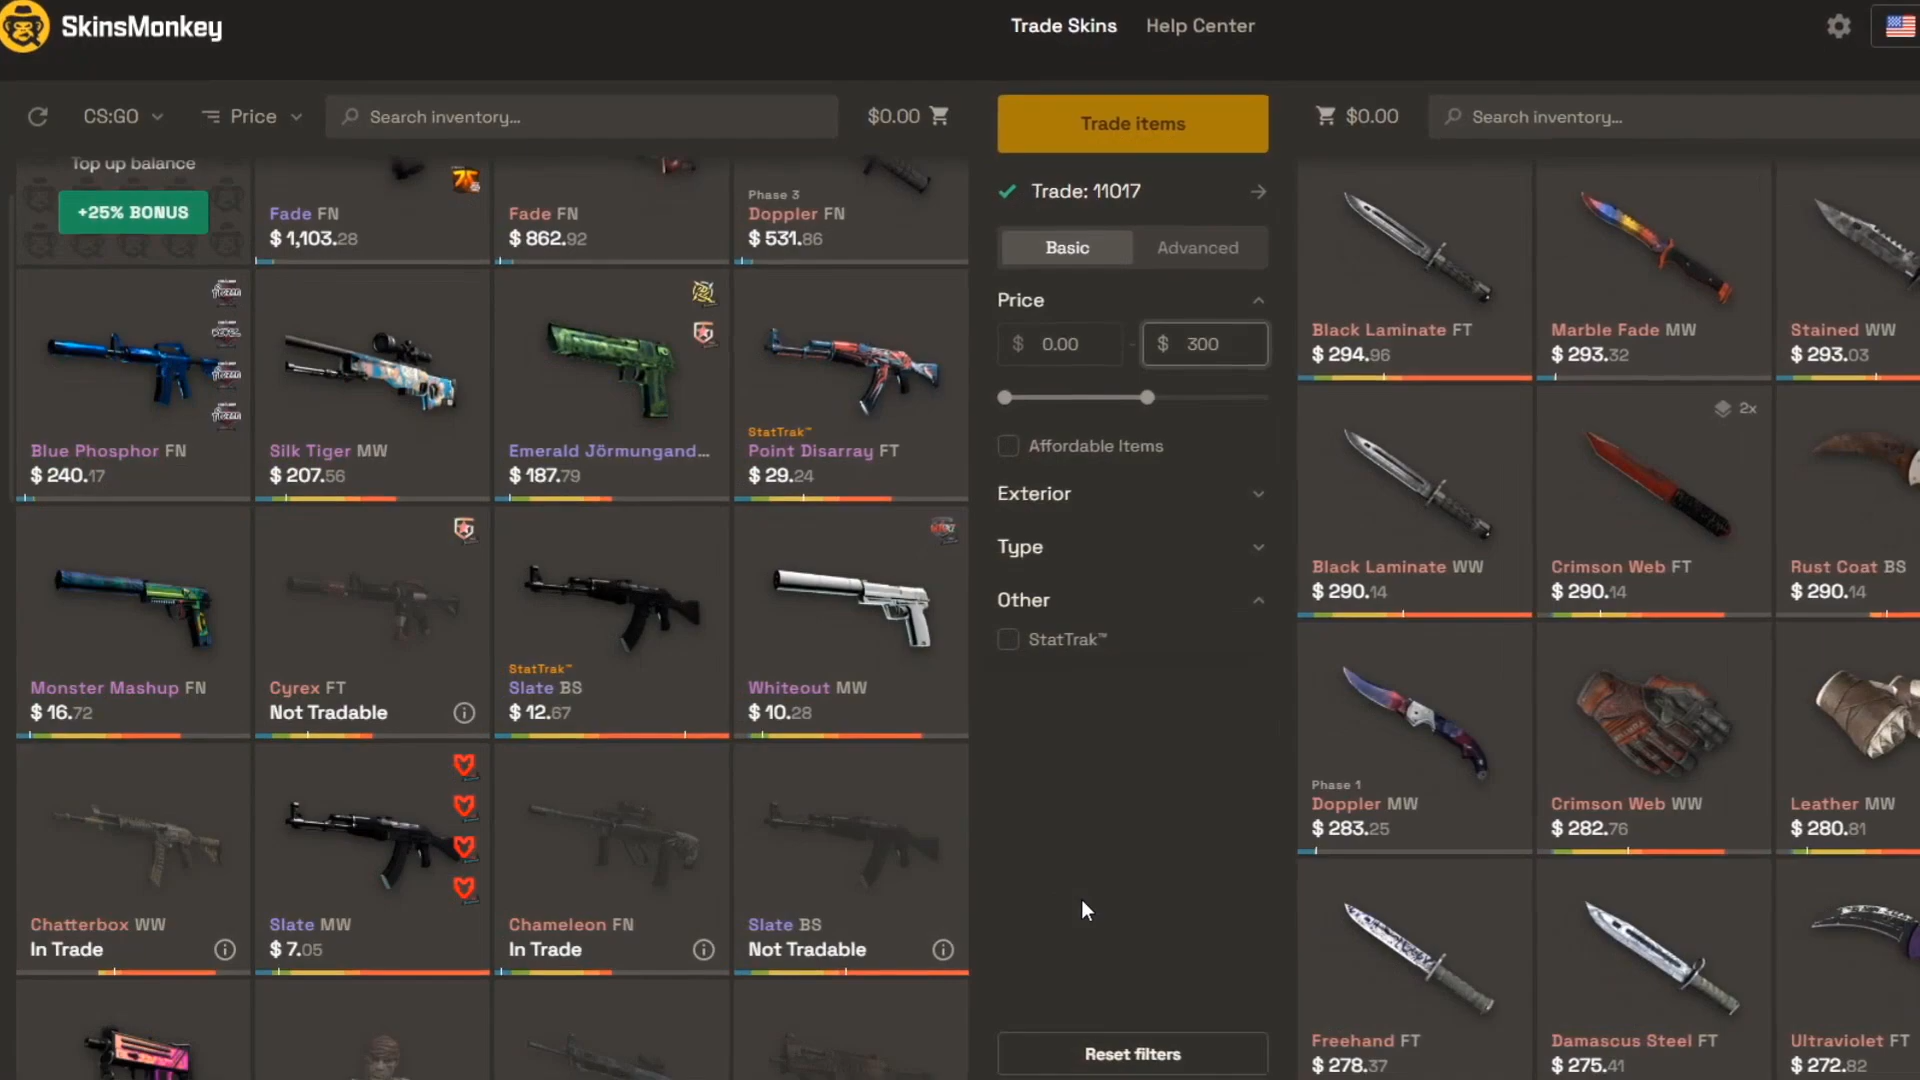 SkinsMonkey
Trade Skins
Help Center
CS:GO
Price
Search inventory...
$0.00
Trade items
$0.00
Search inventory...
Top up balance
+25% BONUS
Fade FN
$ 1,103.28
Fade FN
$ 862.92
Phase 3
Doppler FN
$ 531.86
Blue Phosphor FN
$ 240.17
Silk Tiger MW
$ 207.56
Emerald Jörmungand...
$ 187.79
StatTrak™
Point Disarray FT
$ 29.24
Monster Mashup FN
$ 16.72
Cyrex FT
Not Tradable
StatTrak™
Slate BS
$ 12.67
Whiteout MW
$ 10.28
Chatterbox WW
In Trade
Slate MW
$ 7.05
Chameleon FN
In Trade
Slate BS
Not Tradable
Trade: 11017
Basic
Advanced
Price
$ 0.00 - $ 300
Affordable Items
Exterior
Type
Other
StatTrak™
Reset filters
Black Laminate FT
$ 294.96
Marble Fade MW
$ 293.32
Stained WW
$ 293.03
Black Laminate WW
$ 290.14
2x
Crimson Web FT
$ 290.14
Rust Coat BS
$ 290.14
Phase 1
Doppler MW
$ 283.25
Crimson Web WW
$ 282.76
Leather MW
$ 280.81
Freehand FT
$ 278.37
Damascus Steel FT
$ 275.41
Ultraviolet FT
$ 272.82